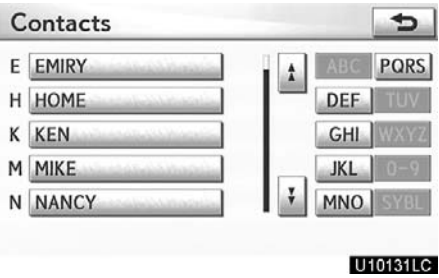 Contacts
E EMIRY ABC PQRS
H HOME DEF TUV
K KEN GHI WXYZ
M MIKE JKL 0-9
N NANCY MNO SYBL
U10131LC